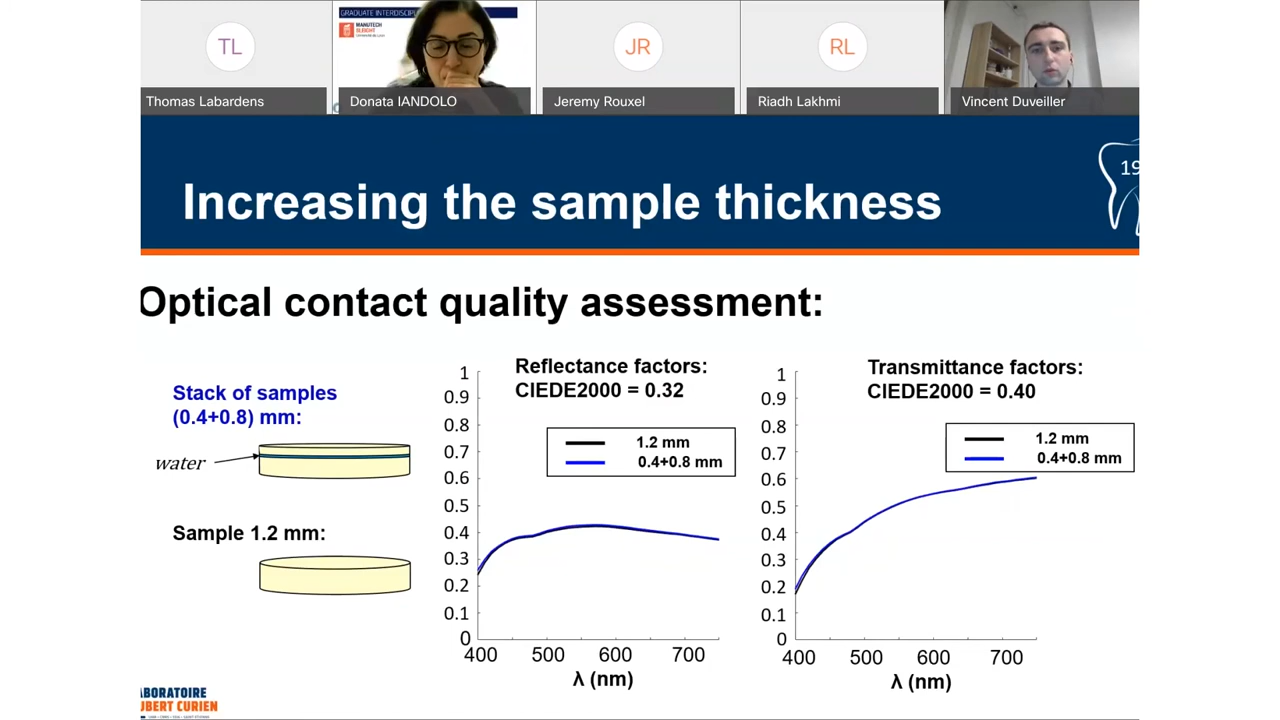 TL
JR
RL
GRADUATE INTERDISCIP
MANUTECH
SLEIGHT
Thomas Labardens
Donata IANDOLO
Jeremy Rouxel
Riadh Lakhmi
Vincent Duveiller
Increasing the sample thickness
19
Optical contact quality assessment:
Stack of samples
(0.4+0.8) mm:
water
Sample 1.2 mm:
Reflectance factors:
CIEDE2000 = 0.32
1.2 mm
0.4+0.8 mm
1
0.9
0.8
0.7
0.6
0.5
0.4
0.3
0.2
0.1
0
400 500 600 700
λ (nm)
Transmittance factors:
CIEDE2000 = 0.40
1.2 mm
0.4+0.8 mm
1
0.9
0.8
0.7
0.6
0.5
0.4
0.3
0.2
0.1
0
400 500 600 700
λ (nm)
ABORATOIRE
UBERT CURIEN